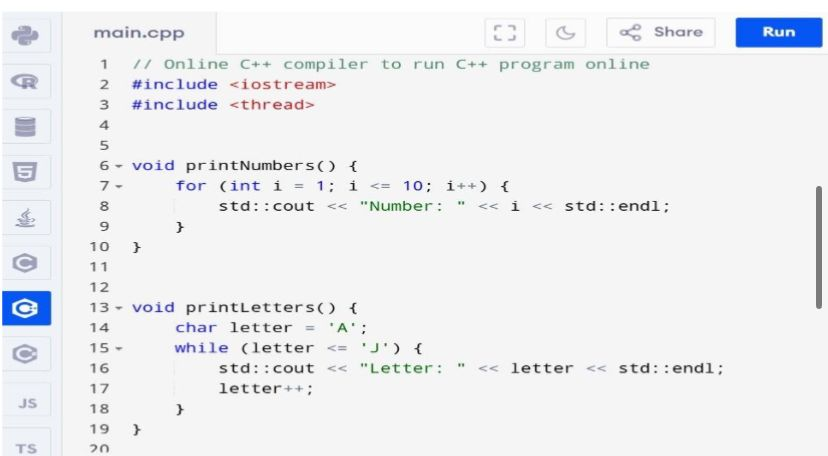 main.cpp
Share
Run
1 // Online C++ compiler to run C++ program online
2 #include <iostream>
3 #include <thread>
4
5
6 void printNumbers() {
7 for (int i = 1; i <= 10; i++) {
8 std::cout << "Number: " << i << std::endl;
9 }
10 }
11
12
13 void printLetters() {
14 char letter = 'A';
15 while (letter <= 'J') {
16 std::cout << "Letter: " << letter << std::endl;
17 letter++;
18 }
19 }
20
R
5
C
C
C
JS
TS